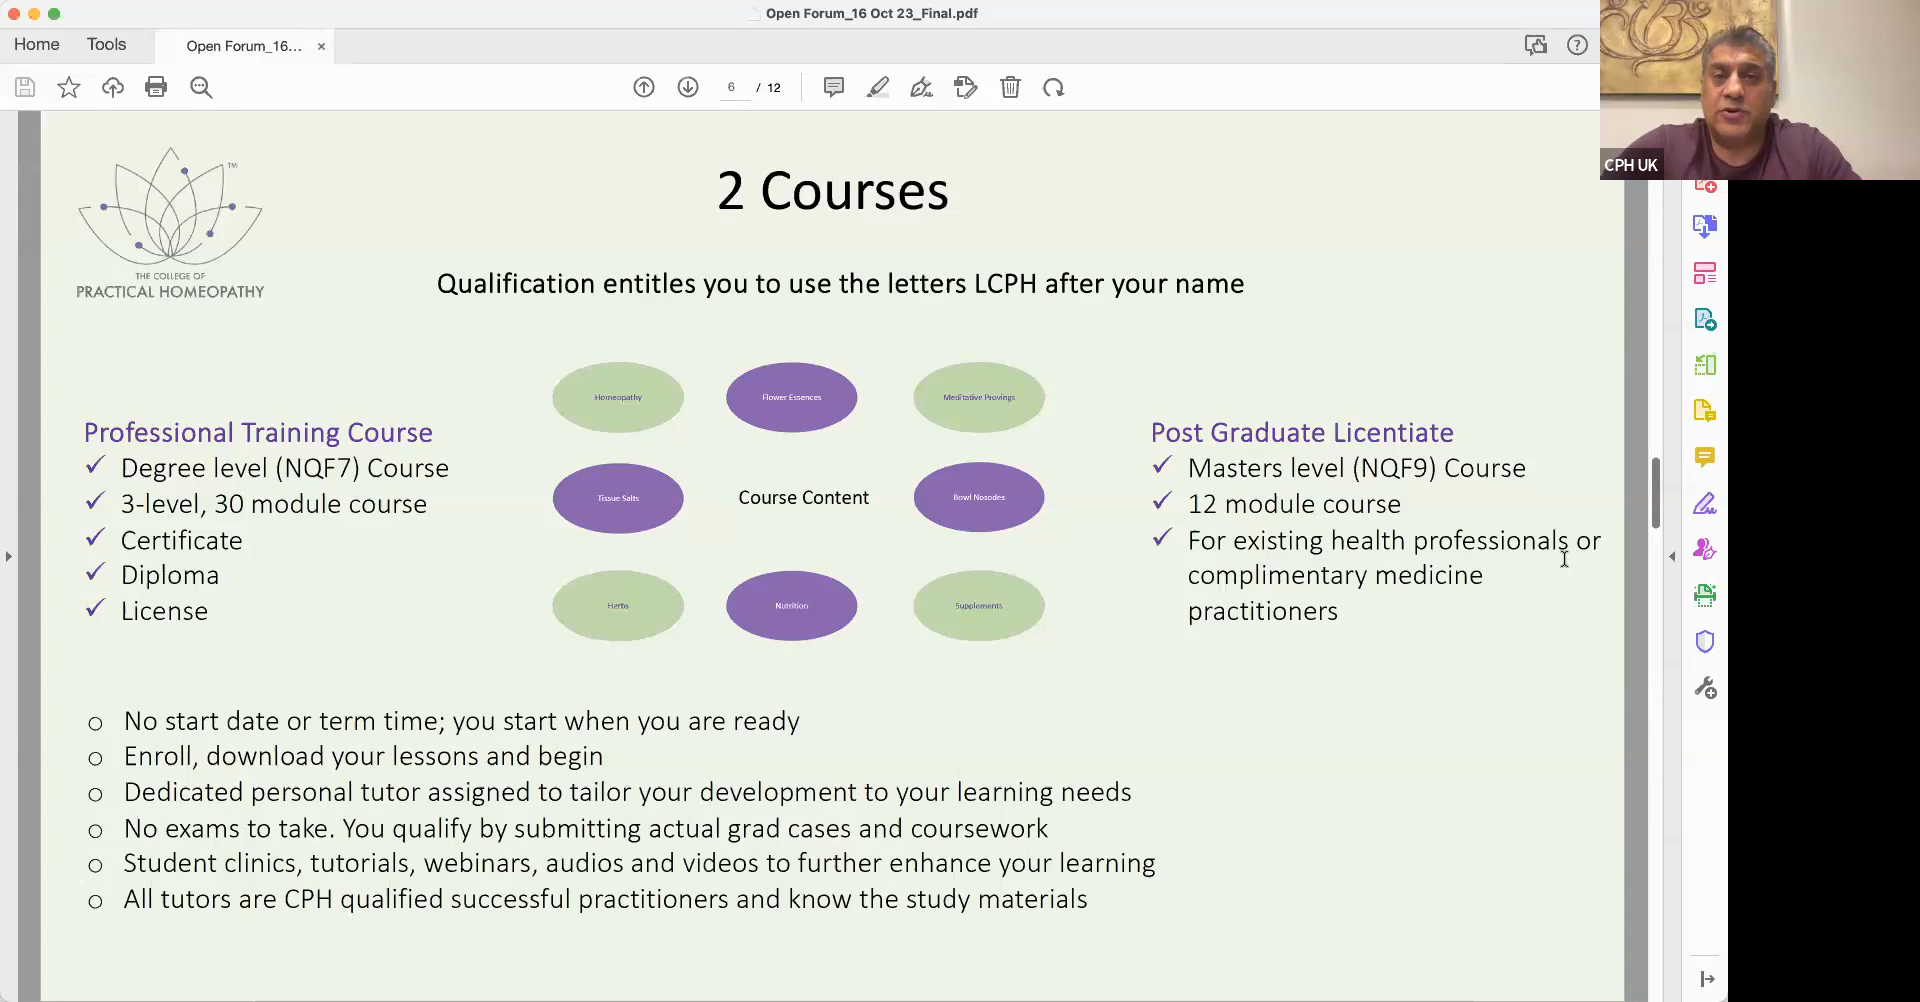 Open Forum_16 Oct 23_Final.pdf
Home Tools Open Forum_16... ×
6 / 12
CPH UK
™
THE COLLEGE OF
PRACTICAL HOMEOPATHY
2 Courses
Qualification entitles you to use the letters LCPH after your name
Professional Training Course
✓ Degree level (NQF7) Course
✓ 3-level, 30 module course
✓ Certificate
✓ Diploma
✓ License
Homeopathy Flower Essences Meditative Provings
Tissue Salts Course Content Bowl Nosodes
Herbs Nutrition Supplements
Post Graduate Licentiate
✓ Masters level (NQF9) Course
✓ 12 module course
✓ For existing health professionals or
complimentary medicine
practitioners
o No start date or term time; you start when you are ready
o Enroll, download your lessons and begin
o Dedicated personal tutor assigned to tailor your development to your learning needs
o No exams to take. You qualify by submitting actual grad cases and coursework
o Student clinics, tutorials, webinars, audios and videos to further enhance your learning
o All tutors are CPH qualified successful practitioners and know the study materials